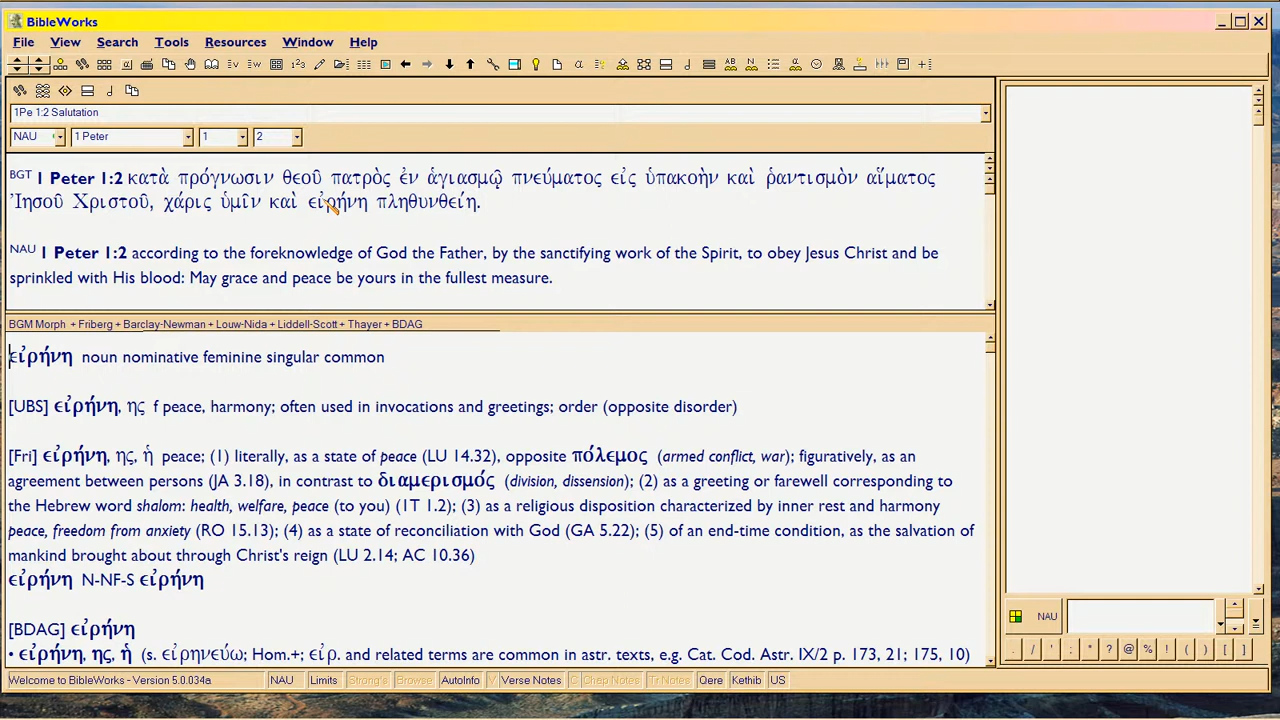 BibleWorks
File View Search Tools Resources Window Help
1Pe 1:2 Salutation
NAU 1 Peter 1 2
BGT 1 Peter 1:2 κατὰ πρόγνωσιν θεοῦ πατρὸς ἐν ἁγιασμῷ πνεύματος εἰς ὑπακοὴν καὶ ῥαντισμὸν αἵματος
Ἰησοῦ Χριστοῦ, χάρις ὑμῖν καὶ εἰρήνη πληθυνθείη.
NAU 1 Peter 1:2 according to the foreknowledge of God the Father, by the sanctifying work of the Spirit, to obey Jesus Christ and be
sprinkled with His blood: May grace and peace be yours in the fullest measure.
BGM Morph + Friberg + Barclay-Newman + Louw-Nida + Liddell-Scott + Thayer + BDAG
εἰρήνη noun nominative feminine singular common
[UBS] εἰρήνη, ης f peace, harmony; often used in invocations and greetings; order (opposite disorder)
[Fri] εἰρήνη, ης, ἡ peace; (1) literally, as a state of peace (LU 14.32), opposite πόλεμος (armed conflict, war); figuratively, as an
agreement between persons (JA 3.18), in contrast to διαμερισμός (division, dissension); (2) as a greeting or farewell corresponding to
the Hebrew word shalom: health, welfare, peace (to you) (1T 1.2); (3) as a religious disposition characterized by inner rest and harmony
peace, freedom from anxiety (RO 15.13); (4) as a state of reconciliation with God (GA 5.22); (5) of an end-time condition, as the salvation of
mankind brought about through Christ's reign (LU 2.14; AC 10.36)
εἰρήνη N-NF-S εἰρήνη
[BDAG] εἰρήνη
• εἰρήνη, ης, ἡ (s. εἰρηνεύω; Hom.+; εἰρ. and related terms are common in astr. texts, e.g. Cat. Cod. Astr. IX/2 p. 173, 21; 175, 10)
NAU
. / ' ; * ? @ % ! ( ) [ ]
Welcome to BibleWorks - Version 5.0.034a NAU Limits Strong's Browse AutoInfo V Verse Notes C Chap Notes Tr Notes Qere Kethib US